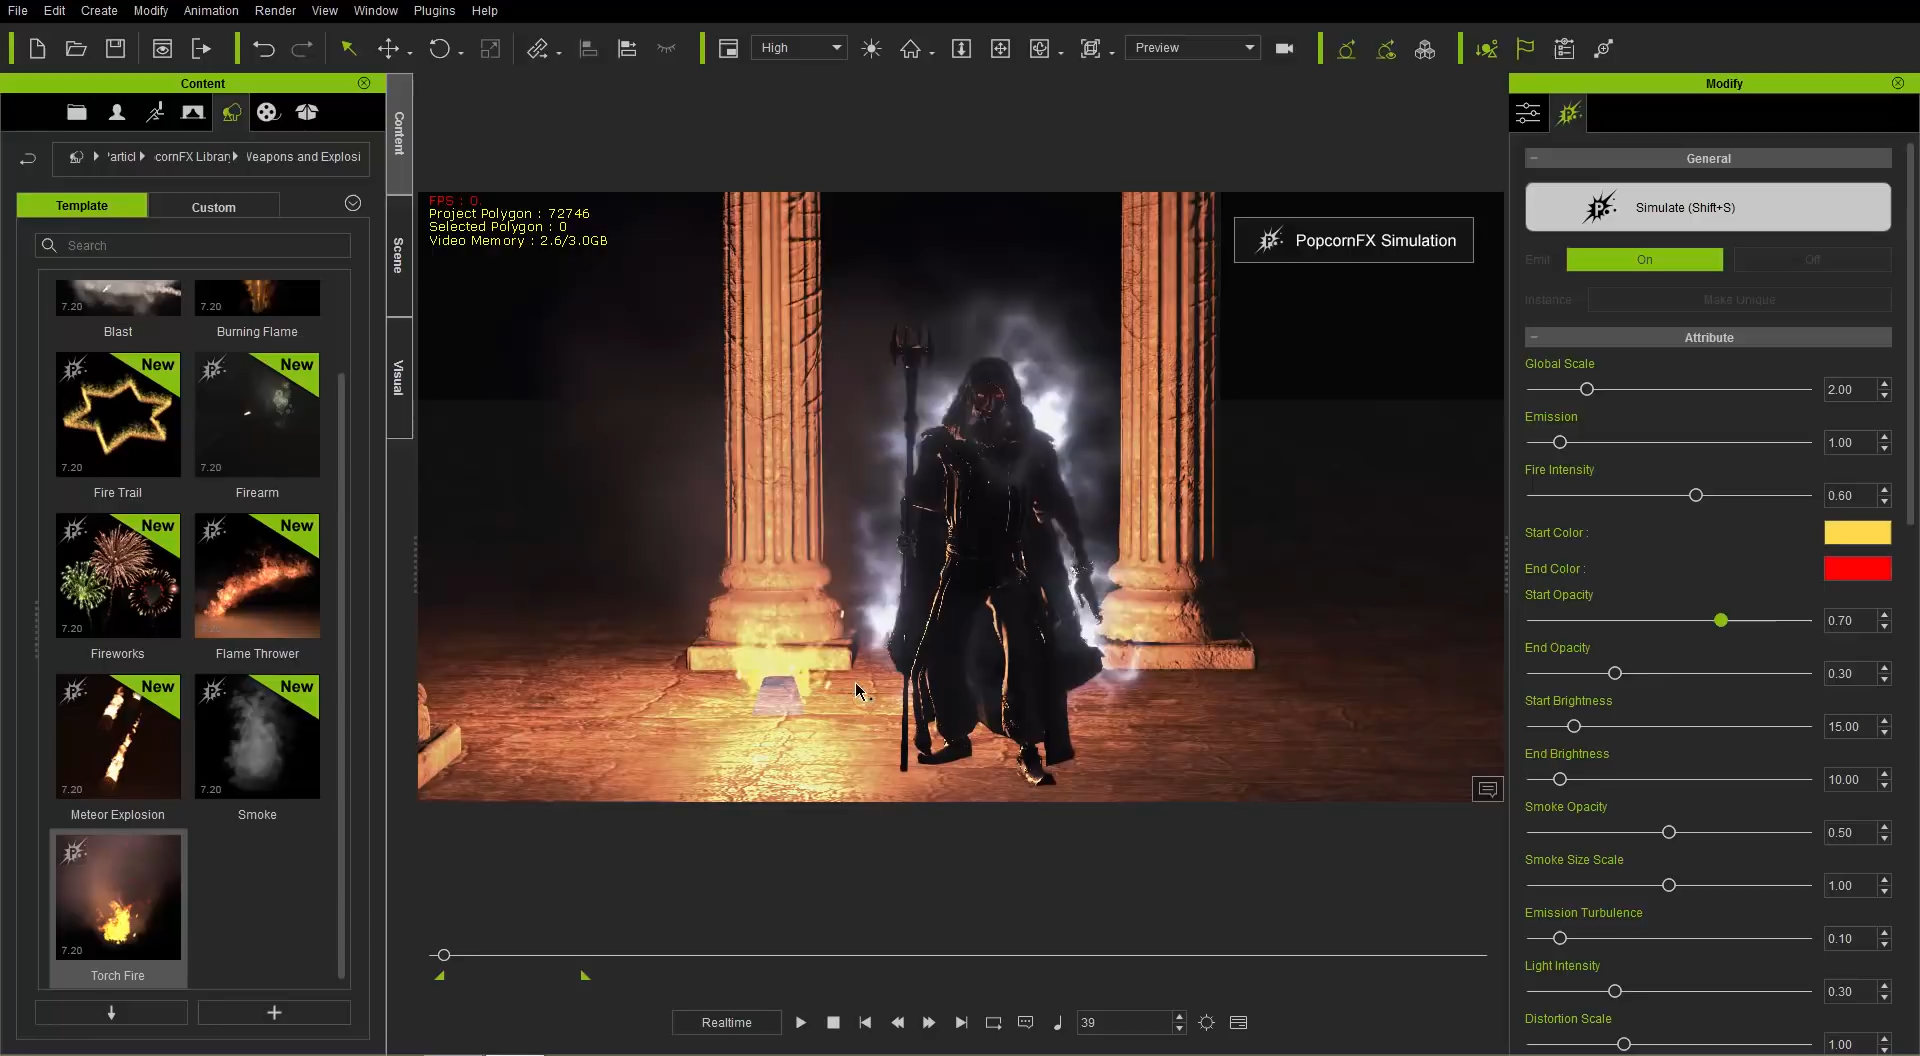 File Edit Create Modify Animation Render View Window Plugins Help
High
Preview
Content
'articl cornFX Library Veapons and Explosi
Template Custom
Search
7.20 7.20
Blast Burning Flame
New New
7.20 7.20
Fire Trail Firearm
New New
7.20 7.20
Fireworks Flame Thrower
New New
7.20 7.20
Meteor Explosion Smoke
7.20
Torch Fire
Content
Scene
Visual
FPS : 0.
Project Polygon : 72746
Selected Polygon : 0
Video Memory : 2.6/3.0GB
PopcornFX Simulation
Realtime
39
Modify
General
Simulate (Shift+S)
Emit On Off
Instance Make Unique
Attribute
Global Scale
2.00
Emission
1.00
Fire Intensity
0.60
Start Color :
End Color :
Start Opacity
0.70
End Opacity
0.30
Start Brightness
15.00
End Brightness
10.00
Smoke Opacity
0.50
Smoke Size Scale
1.00
Emission Turbulence
0.10
Light Intensity
0.30
Distortion Scale
1.00